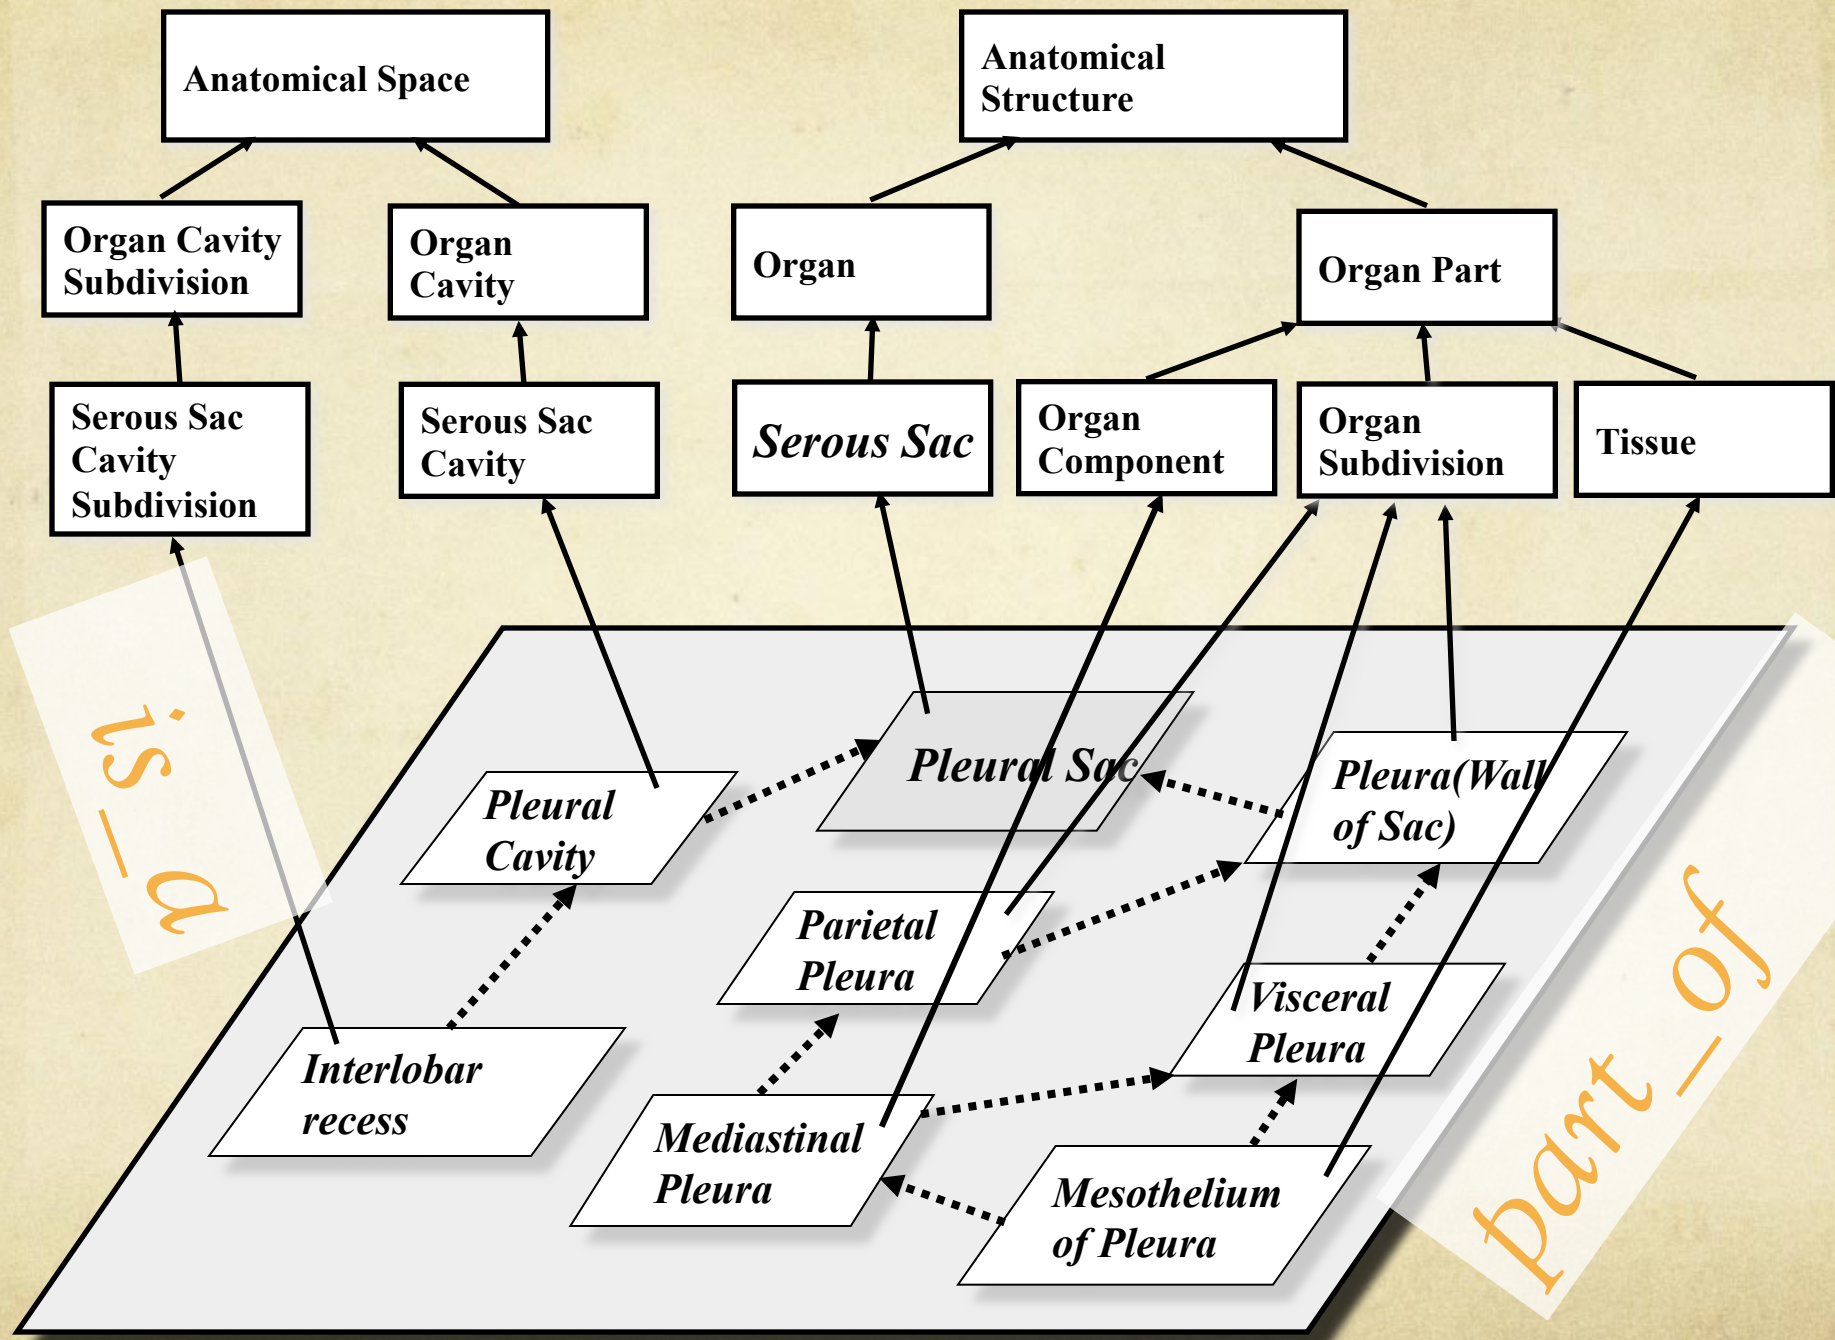 Anatomical Space
Anatomical
Structure
Organ Cavity
Subdivision
Organ
Cavity
Organ
Organ Part
Serous Sac
Cavity
Subdivision
Serous Sac
Cavity
Serous Sac
Organ
Component
Organ
Subdivision
Tissue
is_a
part_of
Pleural Sac
Pleura(Wall
of Sac)
Pleural
Cavity
Parietal
Pleura
Visceral
Pleura
Interlobar
recess
Mediastinal
Pleura
Mesothelium
of Pleura